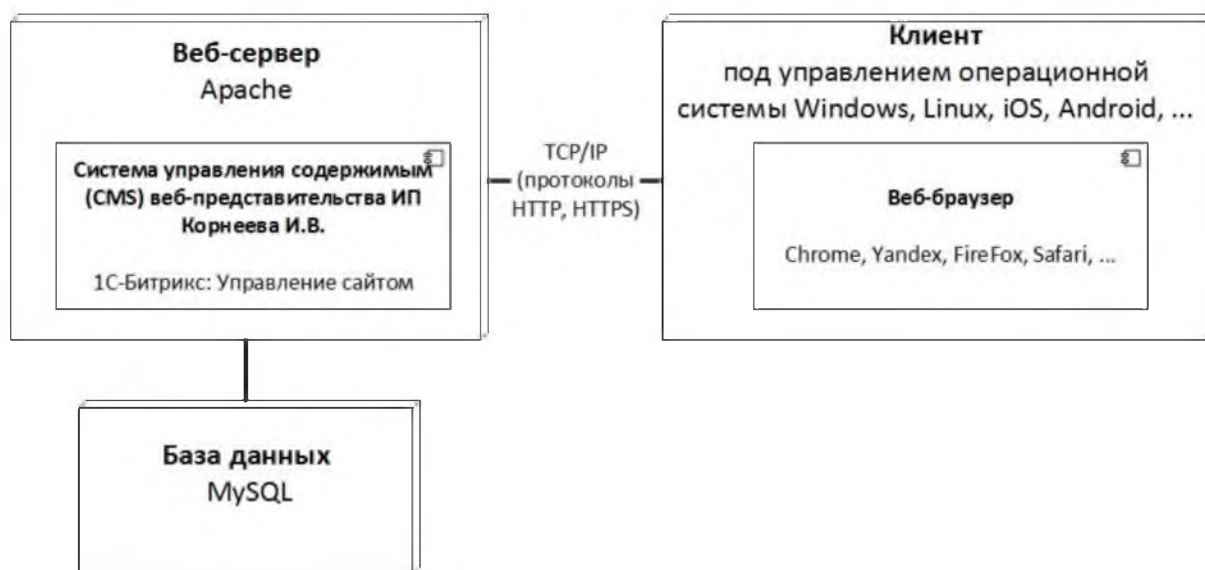 Веб-сервер
Apache
Система управления содержимым
(CMS) веб-представительства ИП
Корнеева И.В.
1С-Битрикс: Управление сайтом
TCP/IP
(протоколы
HTTP, HTTPS)
Клиент
под управлением операционной
системы Windows, Linux, iOS, Android, ...
Веб-браузер
Chrome, Yandex, FireFox, Safari, ...
База данных
MySQL